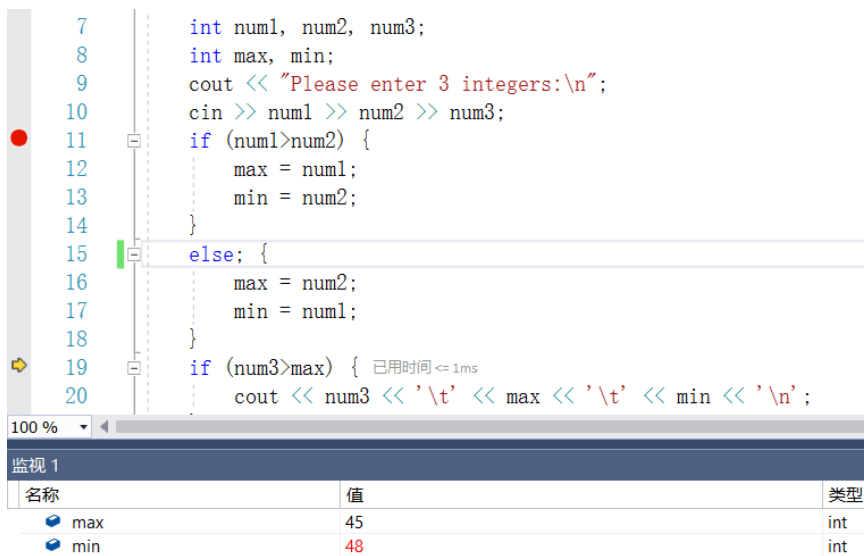 7 int num1, num2, num3;
8 int max, min;
9 cout << "Please enter 3 integers:\n";
10 cin >> num1 >> num2 >> num3;
11 if (num1>num2) {
12 max = num1;
13 min = num2;
14 }
15 else; {
16 max = num2;
17 min = num1;
18 }
19 if (num3>max) { 已用时间 <= 1ms
20 cout << num3 << '\t' << max << '\t' << min << '\n';
100 %
监视 1
名称 值 类型
max 45 int
min 48 int